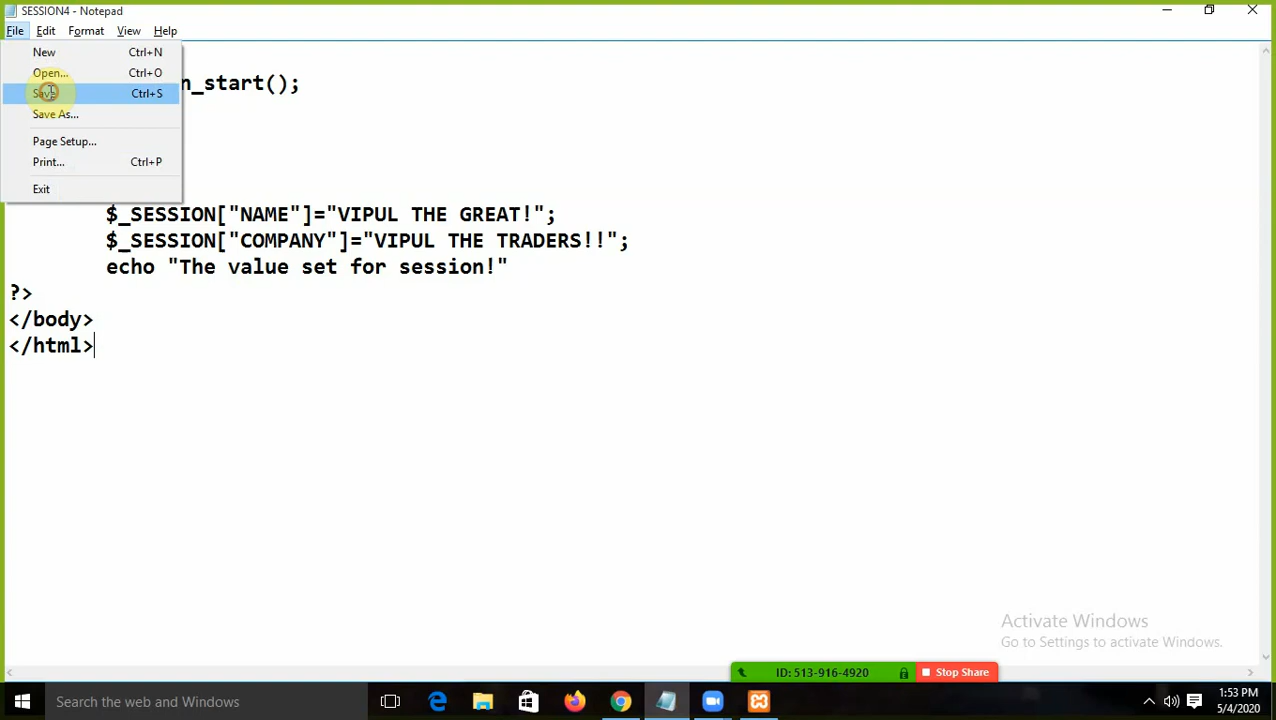 SESSION4 - Notepad
File Edit Format View Help
New Ctrl+N
Open... Ctrl+O
Save Ctrl+S
Save As...
Page Setup...
Print... Ctrl+P
Exit
n_start();
$_SESSION["NAME"]="VIPUL THE GREAT!";
$_SESSION["COMPANY"]="VIPUL THE TRADERS!!";
echo "The value set for session!"
?>
</body>
</html>
Activate Windows
Go to Settings to activate Windows.
ID: 513-916-4920 Stop Share
Search the web and Windows
1:53 PM
5/4/2020